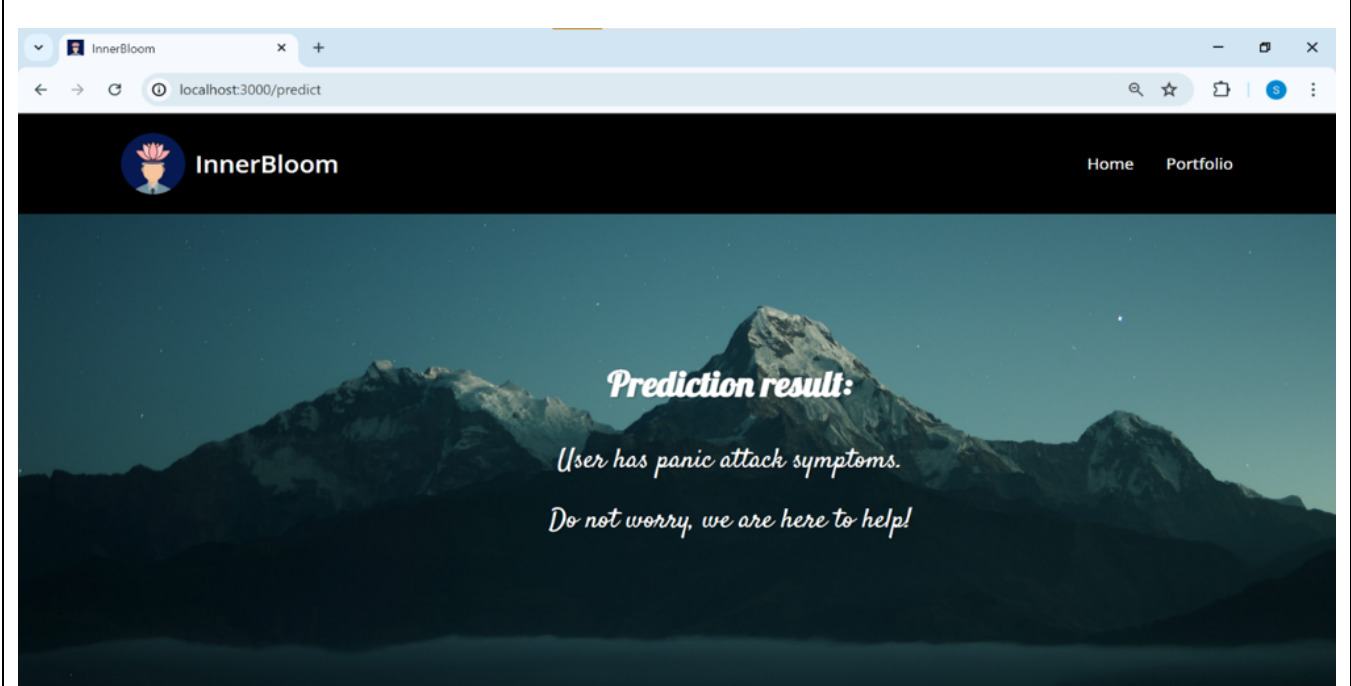 InnerBloom
localhost:3000/predict
S
InnerBloom
Home Portfolio
Prediction result:
User has panic attack symptoms.
Do not worry, we are here to help!